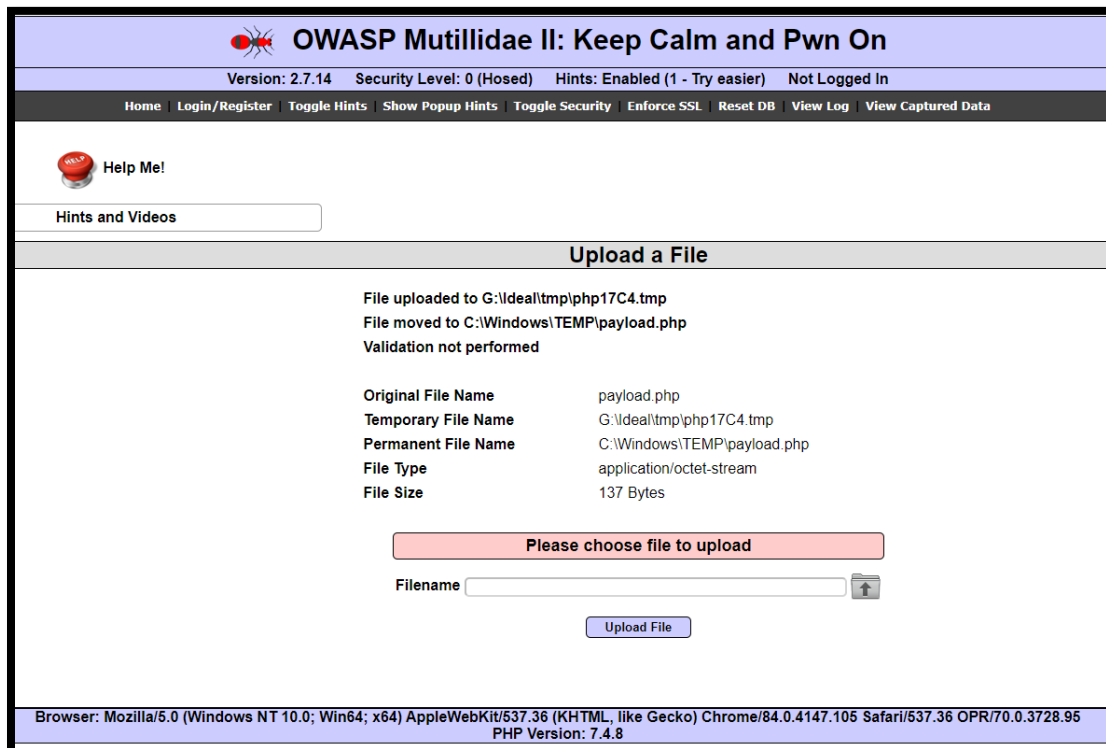 OWASP Mutillidae II: Keep Calm and Pwn On
Version: 2.7.14 Security Level: 0 (Hosed) Hints: Enabled (1 - Try easier) Not Logged In
Home Login/Register Toggle Hints Show Popup Hints Toggle Security Enforce SSL Reset DB View Log View Captured Data
HELP
Help Me!
Hints and Videos
Upload a File
File uploaded to G:\Ideal\tmp\php17C4.tmp
File moved to C:\Windows\TEMP\payload.php
Validation not performed
Original File Name payload.php
Temporary File Name G:\Ideal\tmp\php17C4.tmp
Permanent File Name C:\Windows\TEMP\payload.php
File Type application/octet-stream
File Size 137 Bytes
Please choose file to upload
Filename
Upload File
Browser: Mozilla/5.0 (Windows NT 10.0; Win64; x64) AppleWebKit/537.36 (KHTML, like Gecko) Chrome/84.0.4147.105 Safari/537.36 OPR/70.0.3728.95
PHP Version: 7.4.8